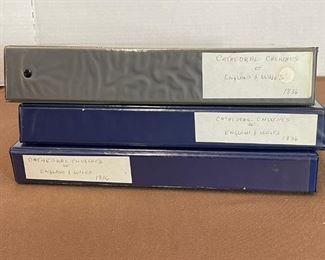 CATHEDRAL CHURCHES
OF
ENGLAND & WALES
1836
CATHEDRAL CHURCHES
OF
ENGLAND & WALES
1836
CATHEDRAL CHURCHES
OF
ENGLAND & WALES
1836